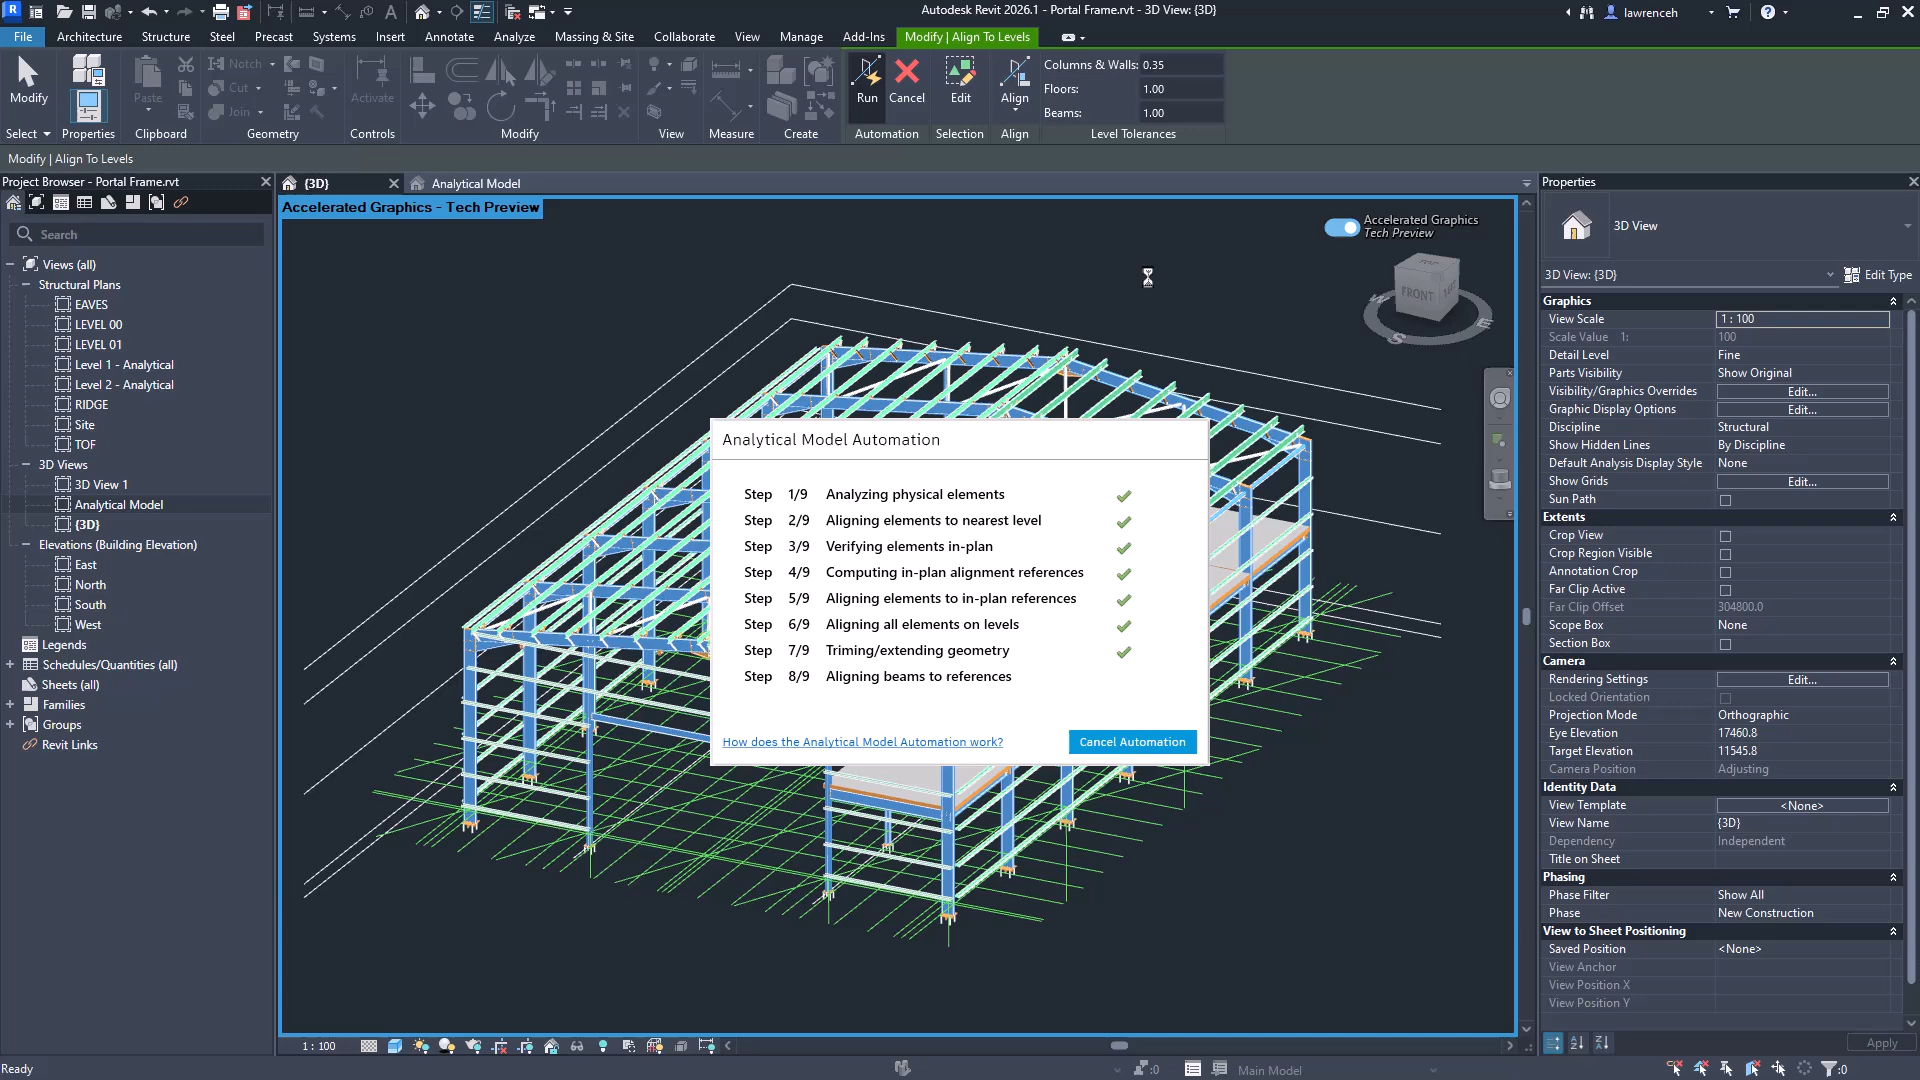 Autodesk Revit 2026.1 - Portal Frame.rvt - 3D View: {3D}
lawrenceh
File Architecture Structure Steel Precast Systems Insert Annotate Analyze Massing & Site Collaborate View Manage Add-Ins Modify | Align To Levels
Notch
Cut
Join
Modify
Paste
Activate
Run
Cancel
Edit
Align
Columns & Walls: 0.35
Floors: 1.00
Beams: 1.00
Select Properties Clipboard Geometry Controls Modify View Measure Create Automation Selection Align Level Tolerances
Modify | Align To Levels
Project Browser - Portal Frame.rvt
Search
Views (all)
Structural Plans
EAVES
LEVEL 00
LEVEL 01
Level 1 - Analytical
Level 2 - Analytical
RIDGE
Site
TOF
3D Views
3D View 1
Analytical Model
{3D}
Elevations (Building Elevation)
East
North
South
West
Legends
Schedules/Quantities (all)
Sheets (all)
Families
Groups
Revit Links
{3D}
Analytical Model
Accelerated Graphics - Tech Preview
Accelerated Graphics
Tech Preview
TOP
FRONT
LEFT
W
S
E
Analytical Model Automation
Step 1/9 Analyzing physical elements
Step 2/9 Aligning elements to nearest level
Step 3/9 Verifying elements in-plan
Step 4/9 Computing in-plan alignment references
Step 5/9 Aligning elements to in-plan references
Step 6/9 Aligning all elements on levels
Step 7/9 Triming/extending geometry
Step 8/9 Aligning beams to references
How does the Analytical Model Automation work?
Cancel Automation
Properties
3D View
3D View: {3D}
Edit Type
Graphics
View Scale 1 : 100
Scale Value 1: 100
Detail Level Fine
Parts Visibility Show Original
Visibility/Graphics Overrides Edit...
Graphic Display Options Edit...
Discipline Structural
Show Hidden Lines By Discipline
Default Analysis Display Style None
Show Grids Edit...
Sun Path
Extents
Crop View
Crop Region Visible
Annotation Crop
Far Clip Active
Far Clip Offset 304800.0
Scope Box None
Section Box
Camera
Rendering Settings Edit...
Locked Orientation
Projection Mode Orthographic
Eye Elevation 17460.8
Target Elevation 11545.8
Camera Position Adjusting
Identity Data
View Template <None>
View Name {3D}
Dependency Independent
Title on Sheet
Phasing
Phase Filter Show All
Phase New Construction
View to Sheet Positioning
Saved Position <None>
View Anchor
View Position X
View Position Y
Apply
1 : 100
Ready
:0
Main Model
:0